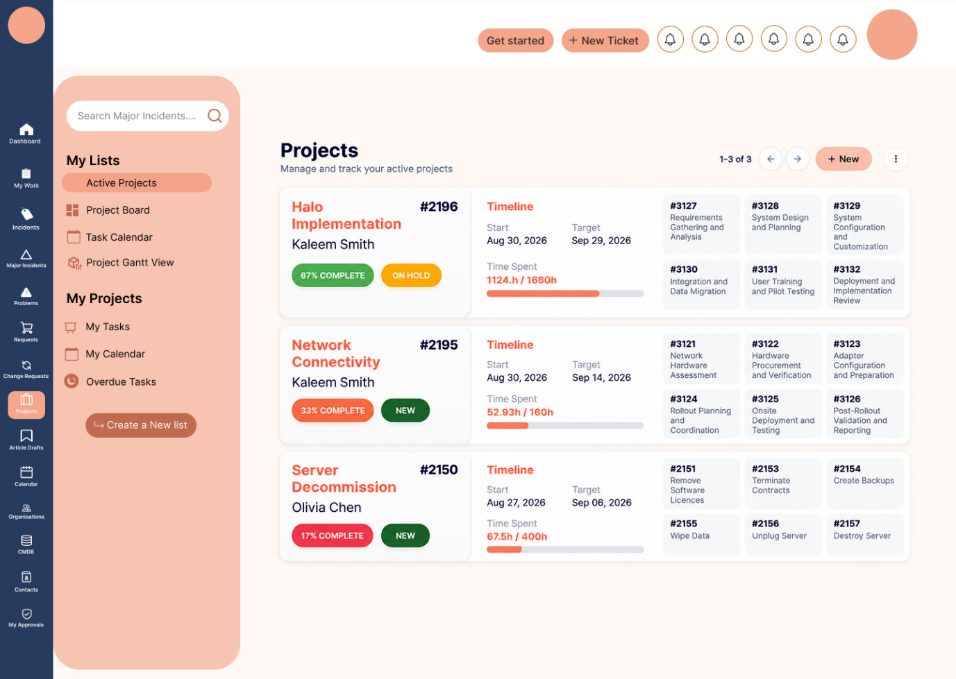 Get started
+ New Ticket
Dashboard
My Work
Incidents
Major Incidents
Problems
Requests
Change Requests
Projects
Article Drafts
Calendar
Organisations
CMDB
Contacts
My Approvals
Search Major Incidents....
My Lists
Active Projects
Project Board
Task Calendar
Project Gantt View
My Projects
My Tasks
My Calendar
Overdue Tasks
Create a New list
Projects
Manage and track your active projects
1-3 of 3
+ New
Halo
Implementation
#2196
Kaleem Smith
67% COMPLETE
ON HOLD
Timeline
Start
Target
Aug 30, 2026
Sep 29, 2026
Time Spent
1124.h / 1680h
#3127
Requirements
Gathering and
Analysis
#3128
System Design
and Planning
#3129
System
Configuration
and
Customization
#3130
Integration and
Data Migration
#3131
User Training
and Pilot Testing
#3132
Deployment and
Implementation
Review
Network
Connectivity
#2195
Kaleem Smith
33% COMPLETE
NEW
Timeline
Start
Target
Aug 30, 2026
Sep 14, 2026
Time Spent
52.93h / 160h
#3121
Network
Hardware
Assessment
#3122
Hardware
Procurement
and Verification
#3123
Adapter
Configuration
and Preparation
#3124
Rollout Planning
and
Coordination
#3125
Onsite
Deployment and
Testing
#3126
Post-Rollout
Validation and
Reporting
Server
Decommission
#2150
Olivia Chen
17% COMPLETE
NEW
Timeline
Start
Target
Aug 27, 2026
Sep 06, 2026
Time Spent
67.5h / 400h
#2151
Remove
Software
Licences
#2153
Terminate
Contracts
#2154
Create Backups
#2155
Wipe Data
#2156
Unplug Server
#2157
Destroy Server